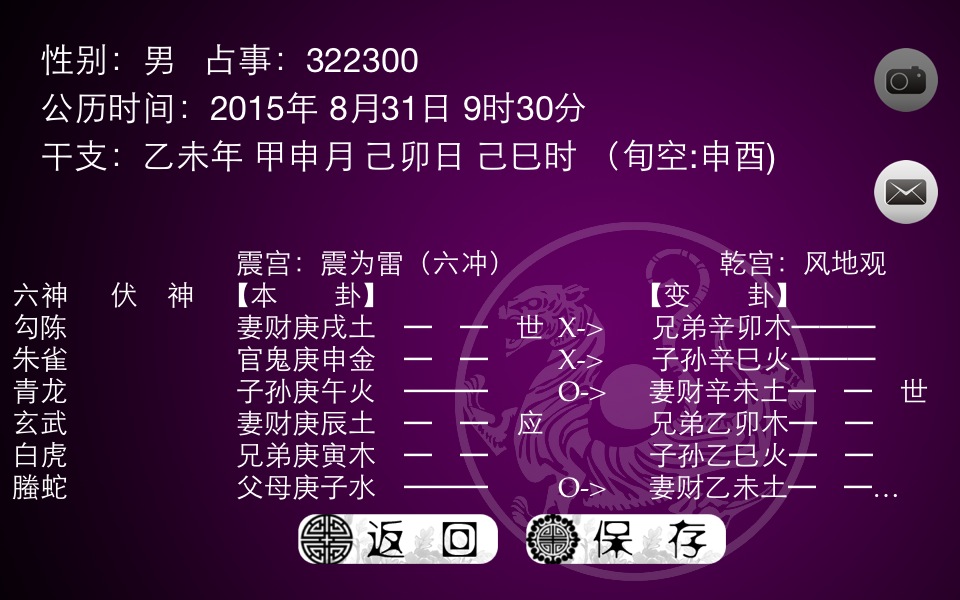 性别：男 占事：322300
公历时间：2015年 8月31日 9时30分
干支：乙未年 甲申月 己卯日 己巳时 （旬空:申酉)
震宫：震为雷（六冲） 乾宫：风地观
六神 伏 神 【本 卦】 【变 卦】
勾陈 妻财庚戌土 世 X-> 兄弟辛卯木
朱雀 官鬼庚申金 X-> 子孙辛巳火
青龙 子孙庚午火 O-> 妻财辛未土 世
玄武 妻财庚辰土 应 兄弟乙卯木
白虎 兄弟庚寅木 子孙乙巳火
螣蛇 父母庚子水 O-> 妻财乙未土 …
返 回 保 存